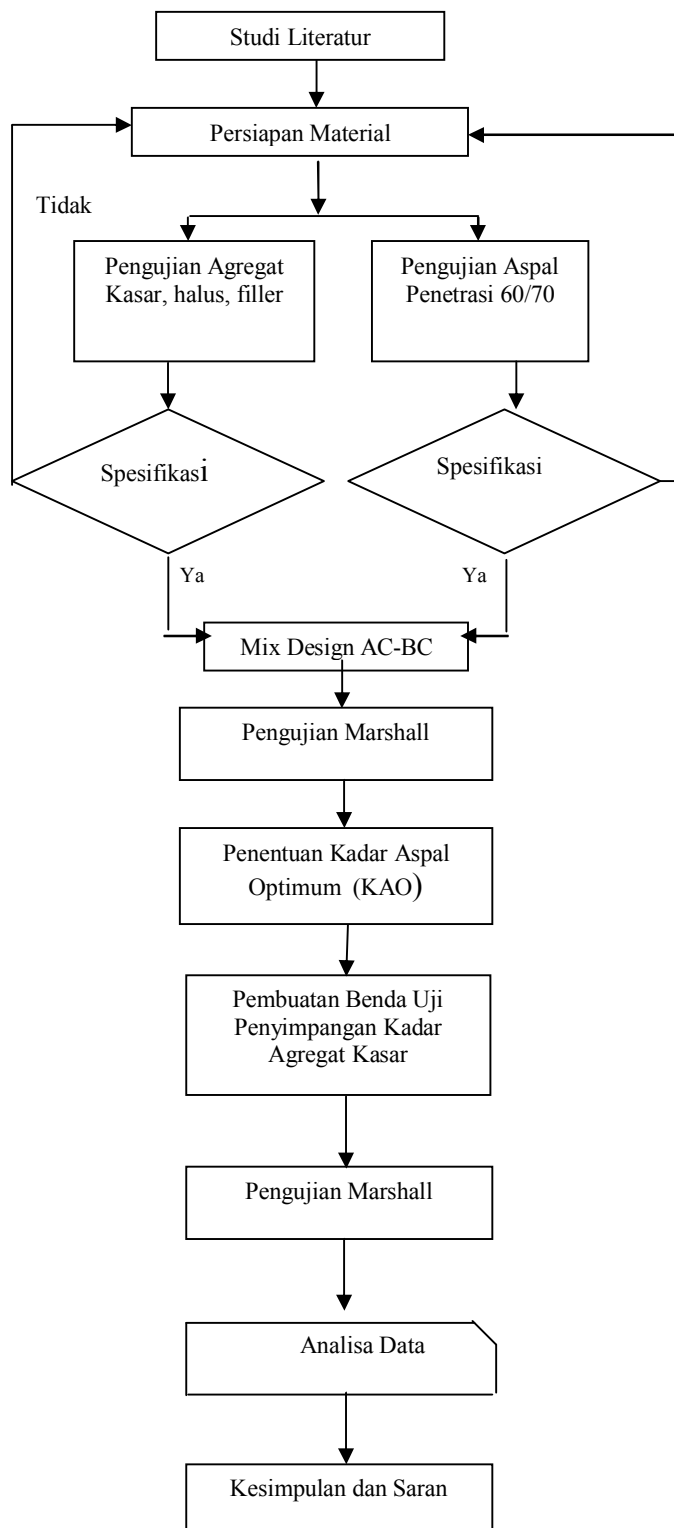 Studi Literatur
Persiapan Material
Tidak
Pengujian Agregat
Kasar, halus, filler
Pengujian Aspal
Penetrasi 60/70
Spesifikasi
Spesifikasi
Ya
Ya
Mix Design AC-BC
Pengujian Marshall
Penentuan Kadar Aspal
Optimum (KAO)
Pembuatan Benda Uji
Penyimpangan Kadar
Agregat Kasar
Pengujian Marshall
Analisa Data
Kesimpulan dan Saran